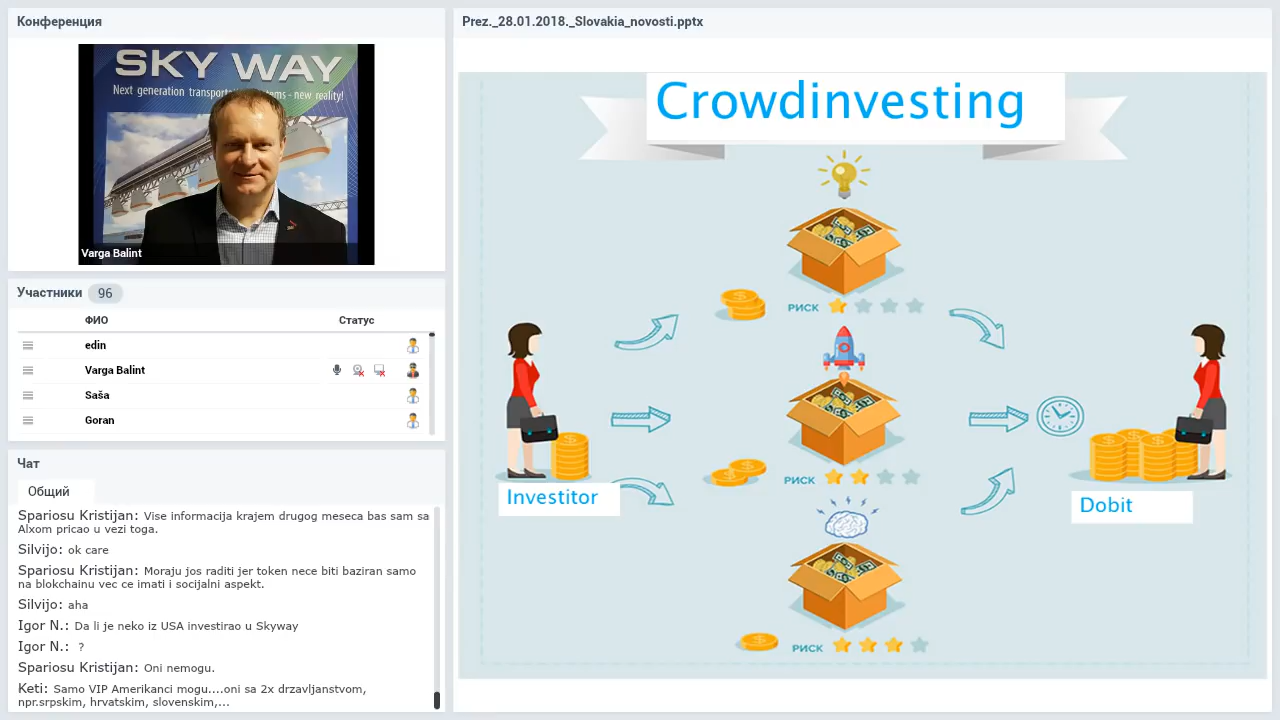 Конференция
SKY WAY
Next generation transportation systems - new reality!
Varga Balint
Участники 96
ФИО Статус
edin
Varga Balint
Saša
Goran
Чат
Общий
Spariosu Kristijan: Vise informacija krajem drugog meseca bas sam sa
Alxom pricao u vezi toga.
Silvijo: ok care
Spariosu Kristijan: Moraju jos raditi jer token nece biti baziran samo
na blokchainu vec ce imati i socijalni aspekt.
Silvijo: aha
Igor N.: Da li je neko iz USA investirao u Skyway
Igor N.: ?
Spariosu Kristijan: Oni nemogu.
Keti: Samo VIP Amerikanci mogu....oni sa 2x drzavljanstvom,
npr.srpskim, hrvatskim, slovenskim,...
Prez._28.01.2018._Slovakia_novosti.pptx
Crowdinvesting
РИСК
РИСК
Investitor
Dobit
РИСК